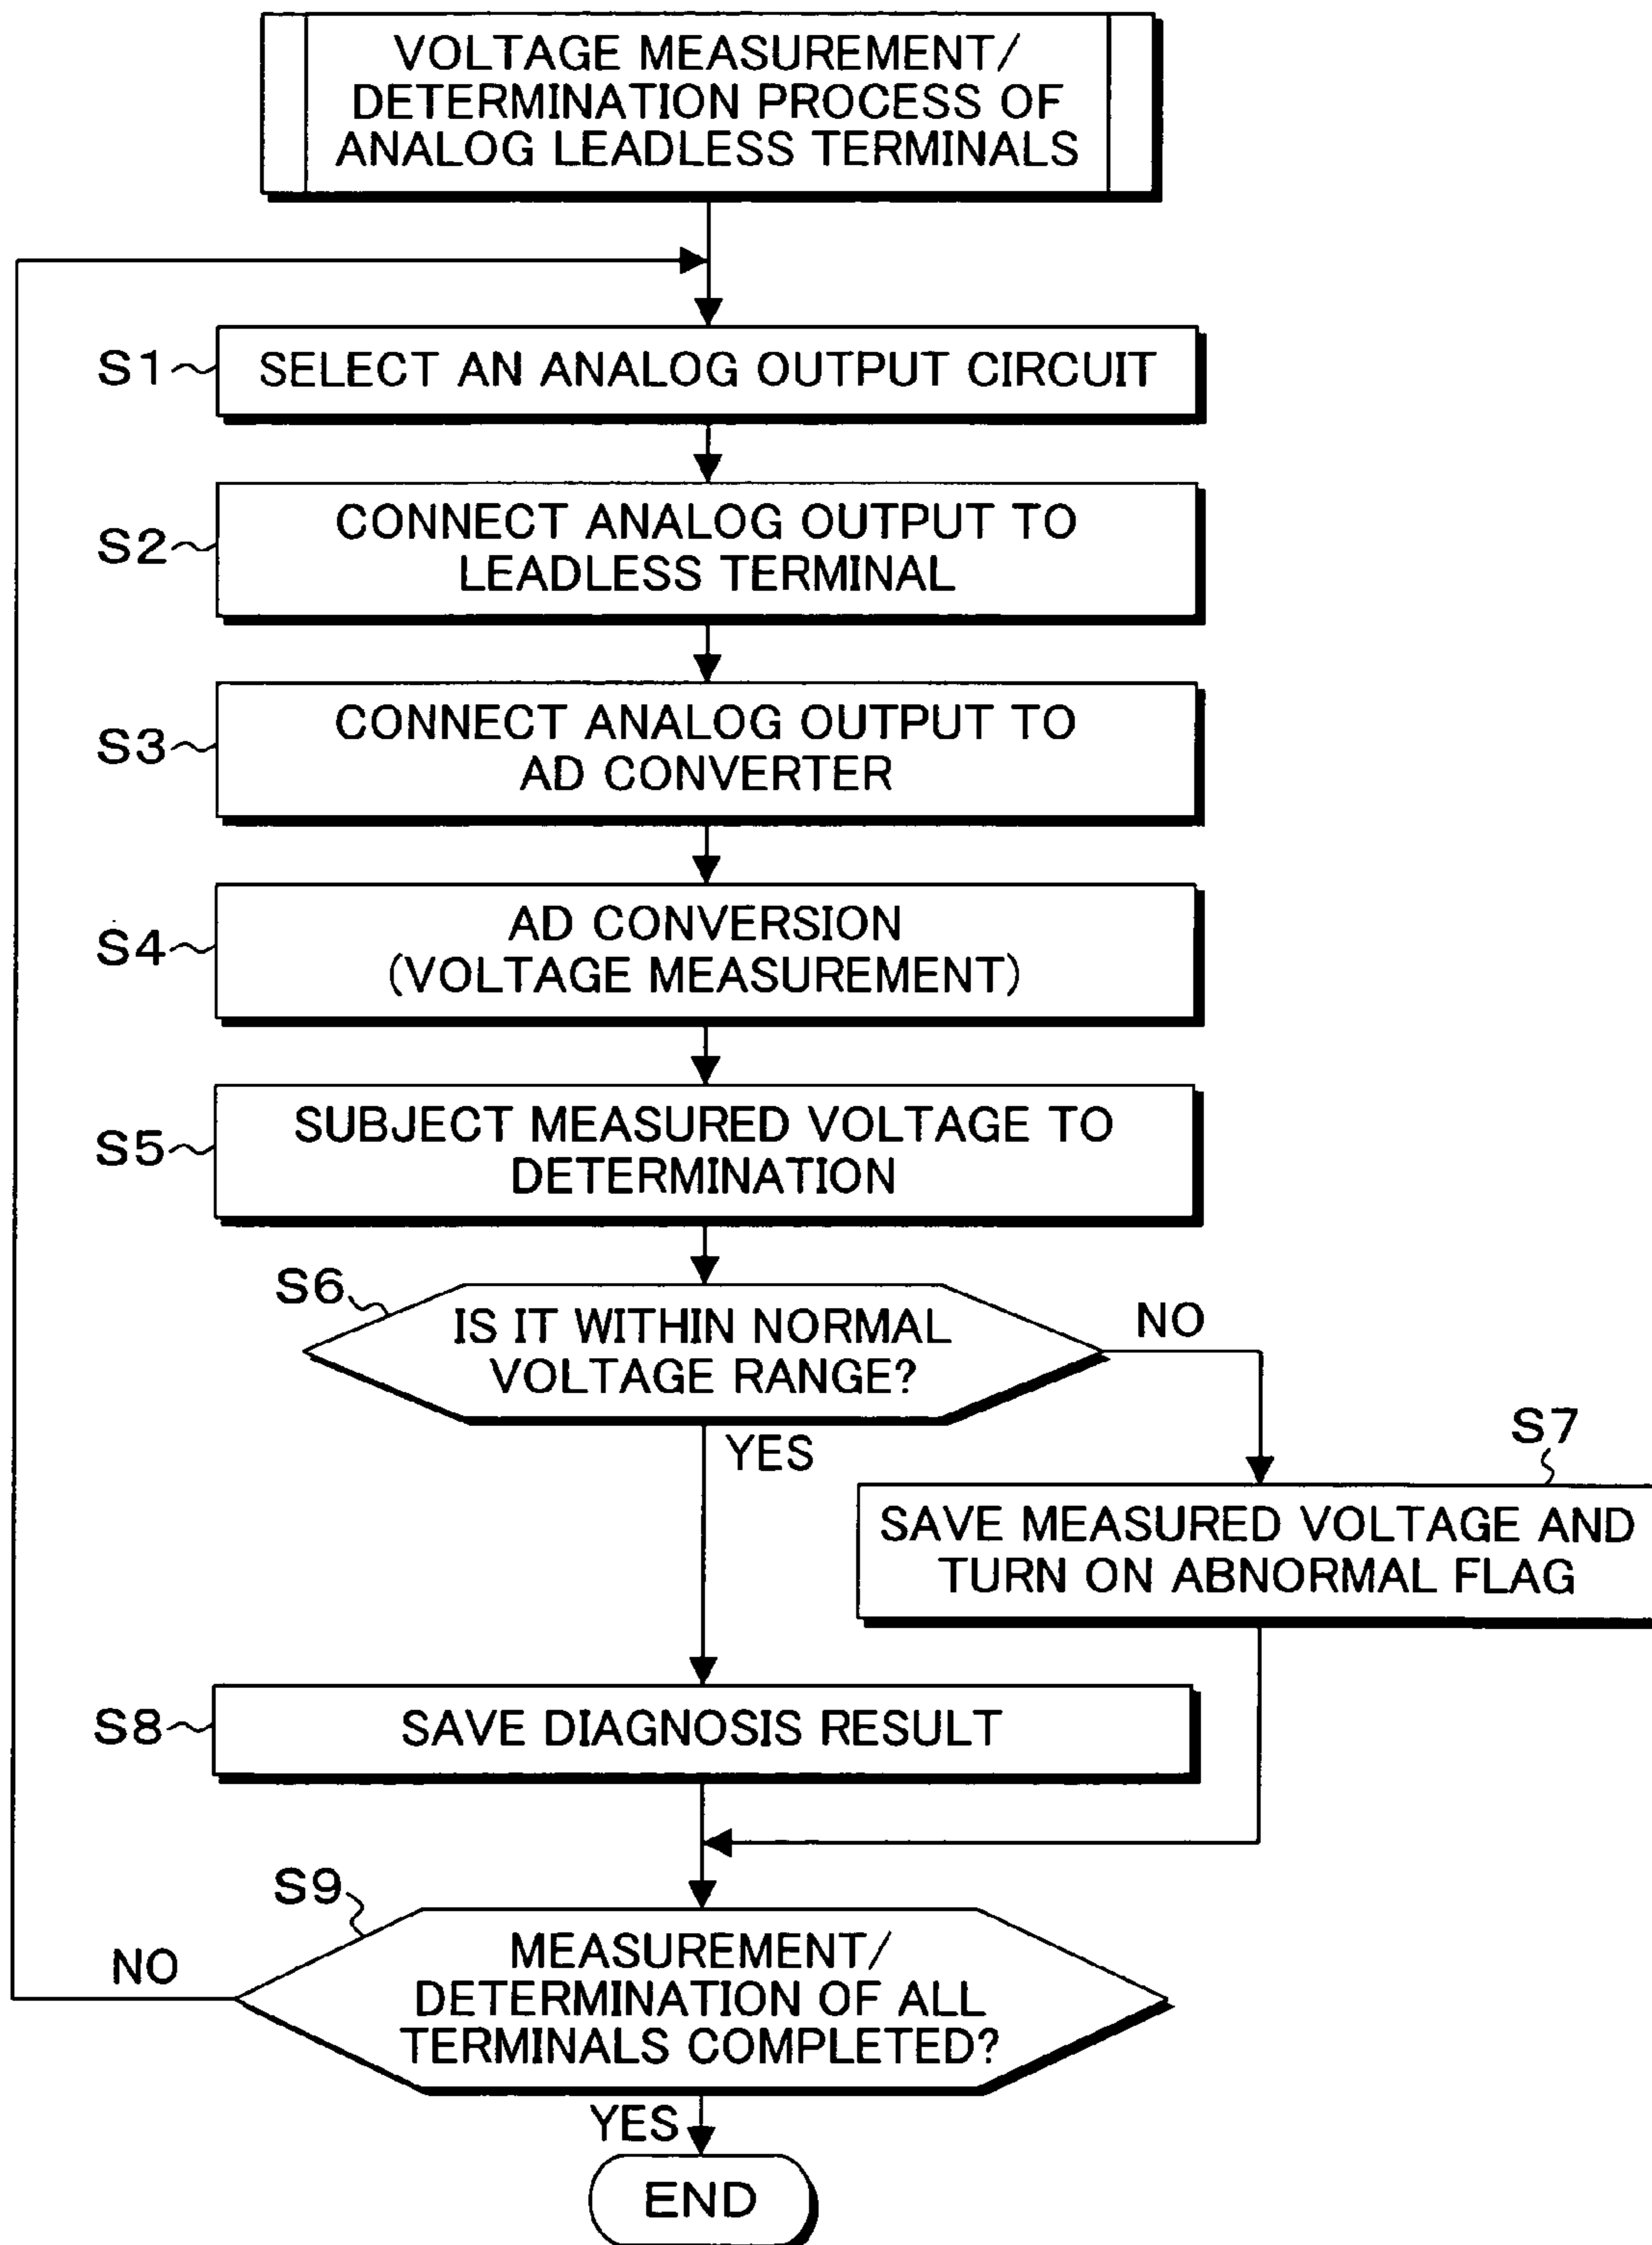 VOLTAGE MEASUREMENT/
DETERMINATION PROCESS OF
ANALOG LEADLESS TERMINALS
S1
SELECT AN ANALOG OUTPUT CIRCUIT
S2
CONNECT ANALOG OUTPUT TO
LEADLESS TERMINAL
S3
CONNECT ANALOG OUTPUT TO
AD CONVERTER
S4
AD CONVERSION
(VOLTAGE MEASUREMENT)
S5
SUBJECT MEASURED VOLTAGE TO
DETERMINATION
S6
IS IT WITHIN NORMAL
VOLTAGE RANGE?
NO
YES
S7
SAVE MEASURED VOLTAGE AND
TURN ON ABNORMAL FLAG
S8
SAVE DIAGNOSIS RESULT
S9
MEASUREMENT/
DETERMINATION OF ALL
TERMINALS COMPLETED?
NO
YES
END